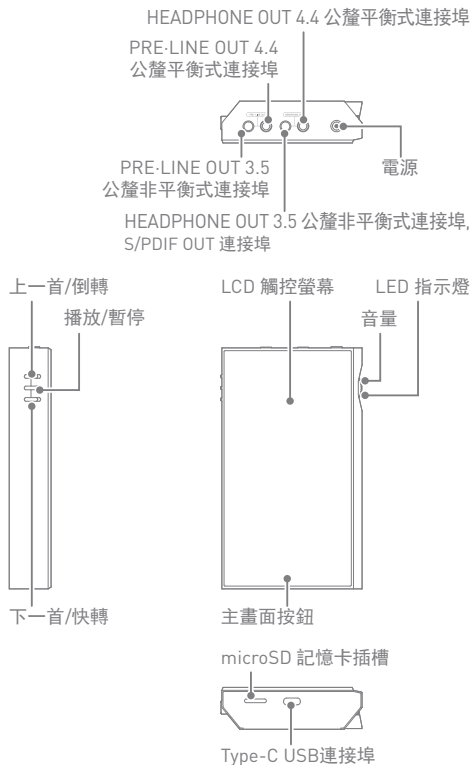 HEADPHONE OUT 4.4 公釐平衡式連接埠
PRE·LINE OUT 4.4
公釐平衡式連接埠
PRE·LINE OUT 3.5
公釐非平衡式連接埠
電源
HEADPHONE OUT 3.5 公釐非平衡式連接埠,
S/PDIF OUT 連接埠
上一首/倒轉
播放/暫停
LCD 觸控螢幕
LED 指示燈
音量
下一首/快轉
主畫面按鈕
microSD 記憶卡插槽
Type-C USB連接埠